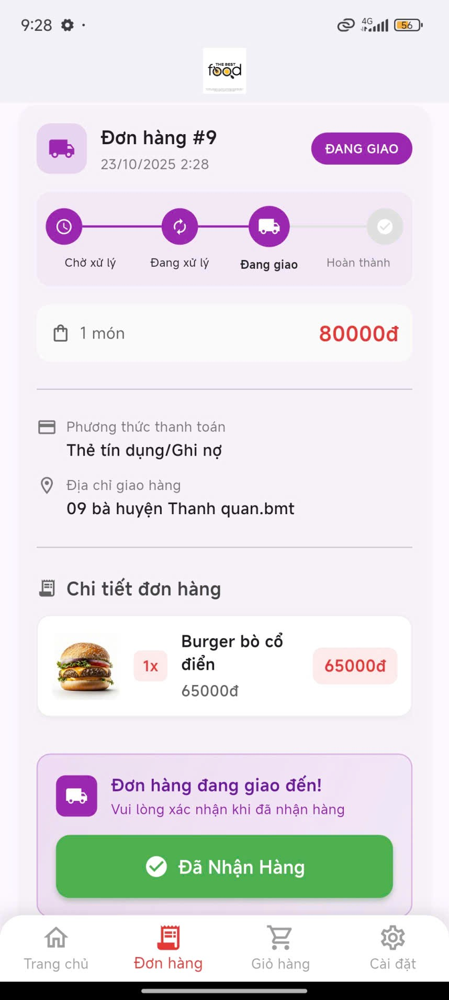 9:28
4G
56
THE BEST
food
Đơn hàng #9
23/10/2025 2:28
ĐANG GIAO
Chờ xử lý
Đang xử lý
Đang giao
Hoàn thành
1 món
80000đ
Phương thức thanh toán
Thẻ tín dụng/Ghi nợ
Địa chỉ giao hàng
09 bà huyện Thanh quan.bmt
Chi tiết đơn hàng
1x
Burger bò cổ
điển
65000đ
65000đ
Đơn hàng đang giao đến!
Vui lòng xác nhận khi đã nhận hàng
Đã Nhận Hàng
Trang chủ
Đơn hàng
Giỏ hàng
Cài đặt